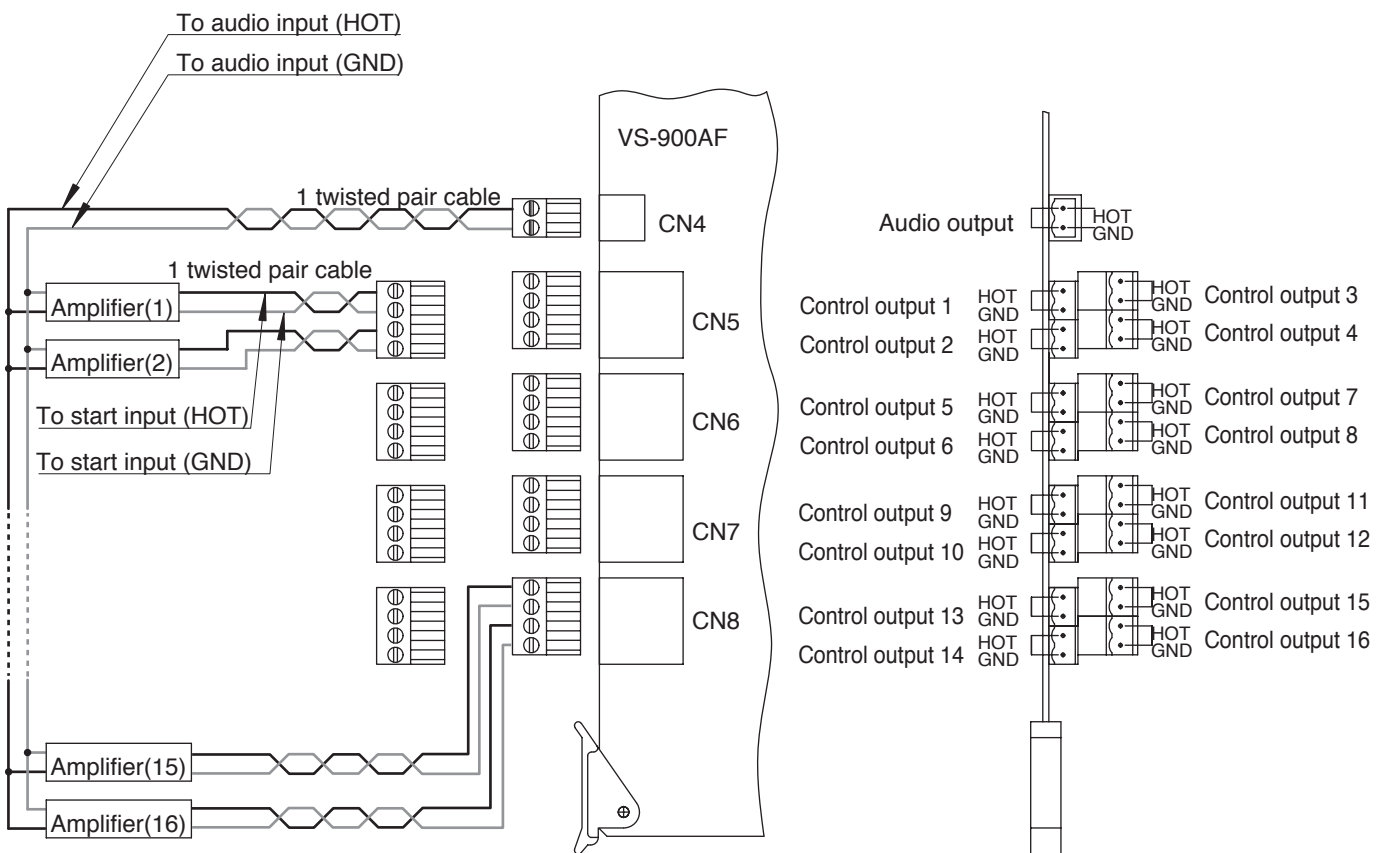 To audio input (HOT)
To audio input (GND)
VS-900AF
1 twisted pair cable
CN4
Audio output
HOT
GND
1 twisted pair cable
Amplifier(1)
Amplifier(2)
To start input (HOT)
To start input (GND)
CN5
CN6
CN7
CN8
Amplifier(15)
Amplifier(16)
Control output 1
HOT
GND
Control output 2
HOT
GND
HOT
GND
Control output 3
HOT
GND
Control output 4
Control output 5
HOT
GND
Control output 6
HOT
GND
HOT
GND
Control output 7
HOT
GND
Control output 8
Control output 9
HOT
GND
Control output 10
HOT
GND
HOT
GND
Control output 11
HOT
GND
Control output 12
Control output 13
HOT
GND
Control output 14
HOT
GND
HOT
GND
Control output 15
HOT
GND
Control output 16